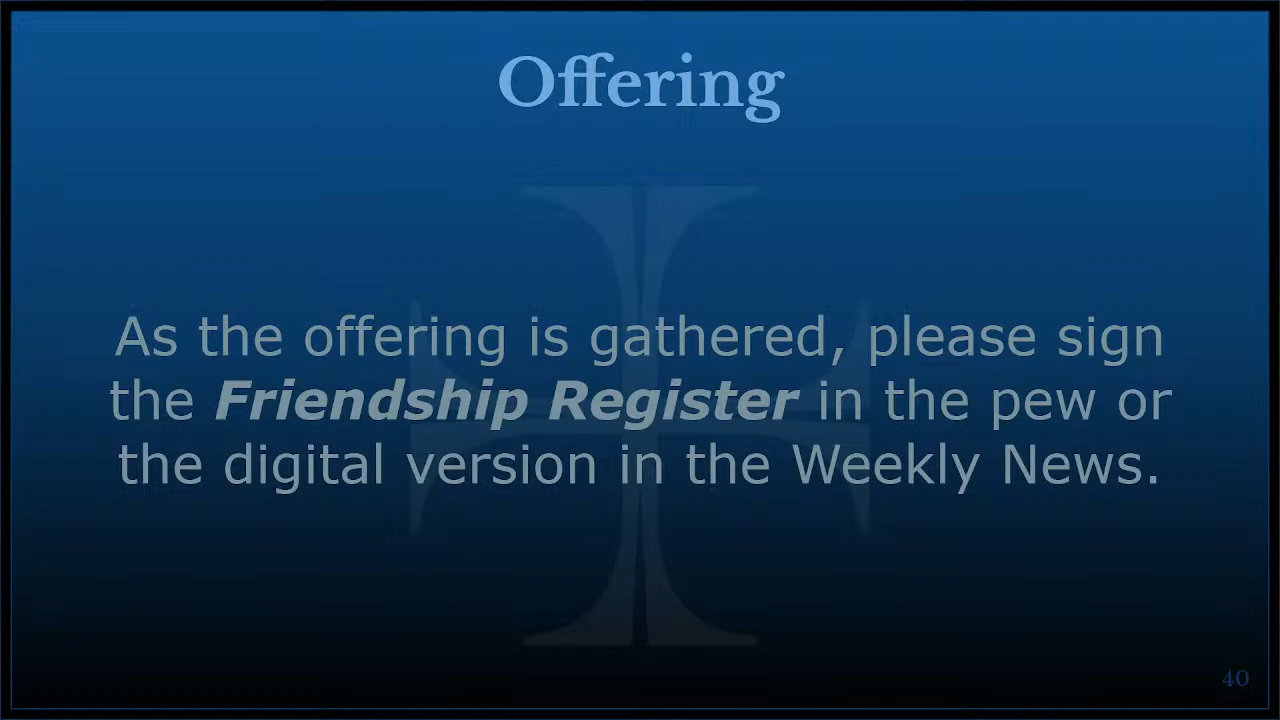 Offering
As the offering is gathered, please sign
the Friendship Register in the pew or
the digital version in the Weekly News.
40